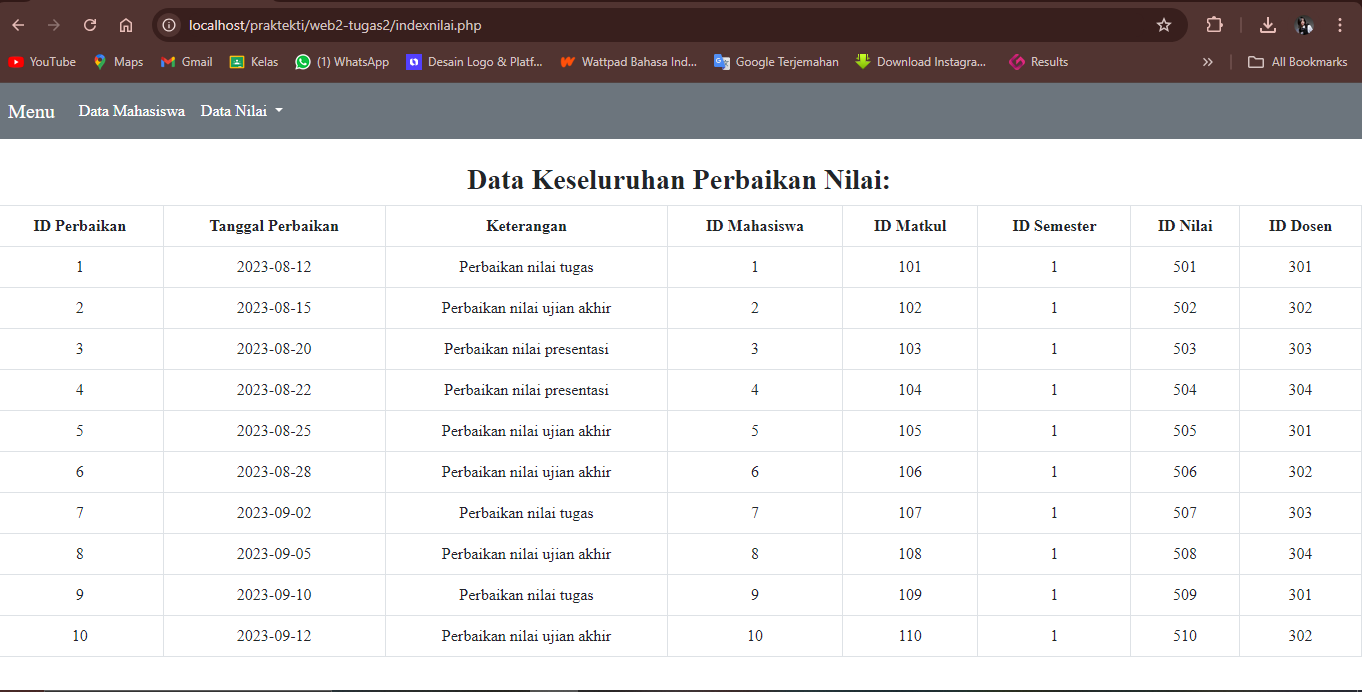 localhost/praktekti/web2-tugas2/indexnilai.php
YouTube Maps Gmail Kelas (1) WhatsApp Desain Logo & Platf... Wattpad Bahasa Ind... Google Terjemahan Download Instagra... Results » All Bookmarks
Menu Data Mahasiswa Data Nilai
Data Keseluruhan Perbaikan Nilai:
ID Perbaikan Tanggal Perbaikan Keterangan ID Mahasiswa ID Matkul ID Semester ID Nilai ID Dosen
1 2023-08-12 Perbaikan nilai tugas 1 101 1 501 301
2 2023-08-15 Perbaikan nilai ujian akhir 2 102 1 502 302
3 2023-08-20 Perbaikan nilai presentasi 3 103 1 503 303
4 2023-08-22 Perbaikan nilai presentasi 4 104 1 504 304
5 2023-08-25 Perbaikan nilai ujian akhir 5 105 1 505 301
6 2023-08-28 Perbaikan nilai ujian akhir 6 106 1 506 302
7 2023-09-02 Perbaikan nilai tugas 7 107 1 507 303
8 2023-09-05 Perbaikan nilai ujian akhir 8 108 1 508 304
9 2023-09-10 Perbaikan nilai tugas 9 109 1 509 301
10 2023-09-12 Perbaikan nilai ujian akhir 10 110 1 510 302